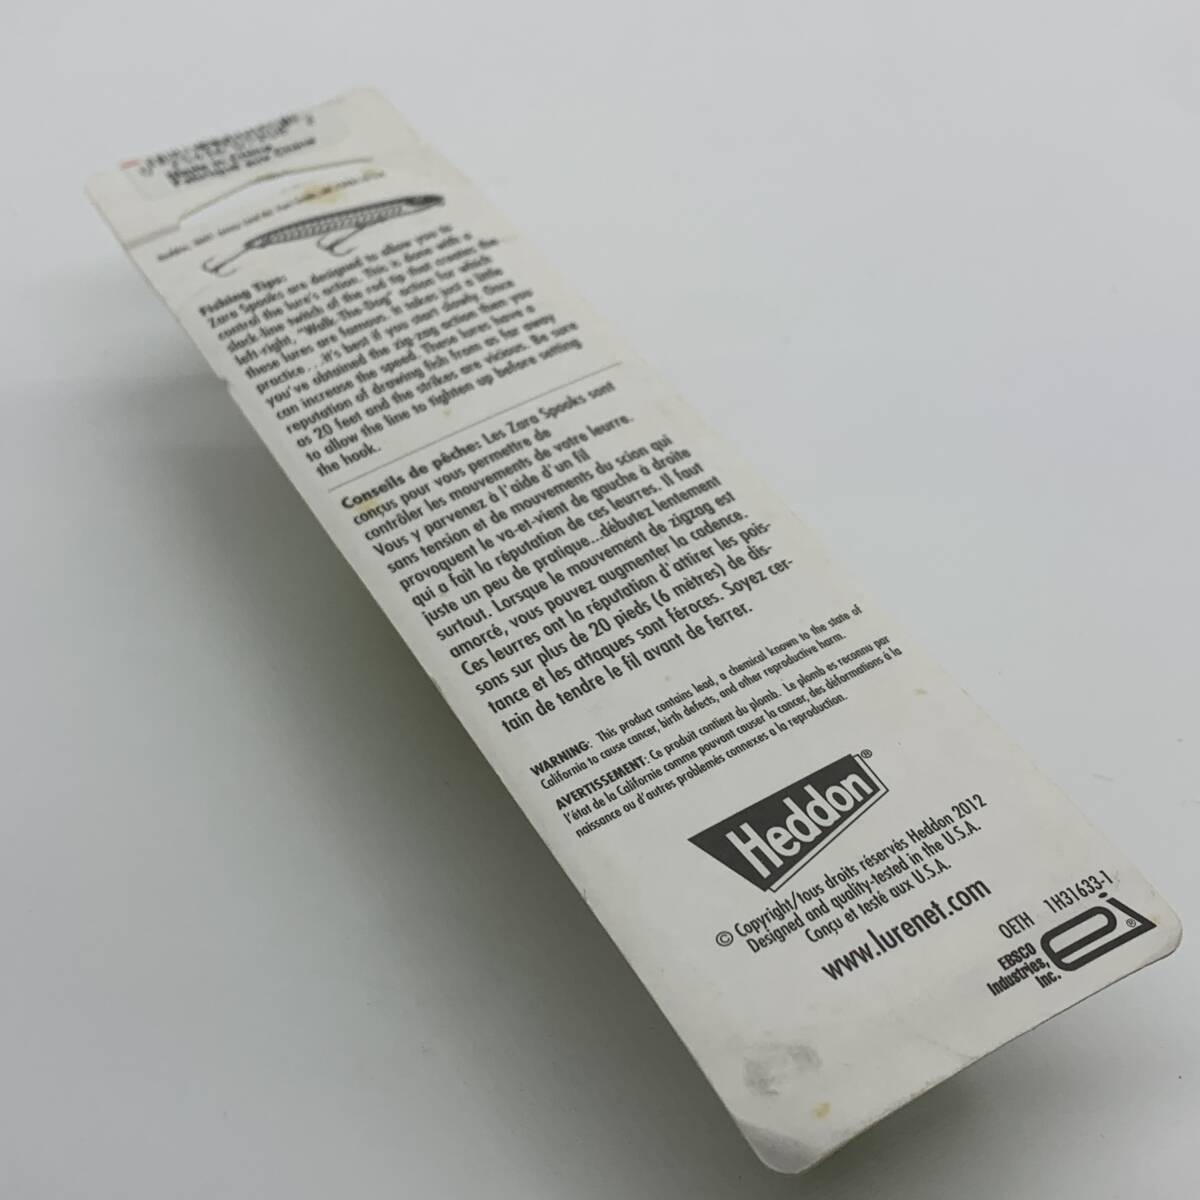 Made in China
Fabriqué aux Chine
Fishing Tips:
Zara Spooks are designed to allow you to
control the lure's action. This is done with a
slack-line twitch of the rod tip that creates the
left-right, "Walk-The-Dog" action for which
these lures are famous. It takes just a little
practice...it's best if you start slowly. Once
you've obtained the zig-zag action then you
can increase the speed. These lures have a
reputation of drawing fish from as far away
as 20 feet and the strikes are vicious. Be sure
to allow the line to tighten up before setting
the hook.
Conseils de pêche: Les Zara Spooks sont
conçus pour vous permettre de
contrôler les mouvements de votre leurre.
Vous y parvenez à l'aide d'un fil
sans tension et de mouvements du scion qui
provoquent le va-et-vient de gauche à droite
qui a fait la réputation de ces leurres. Il faut
juste un peu de pratique...débutez lentement
surtout. Lorsque le mouvement de zigzag est
amorcé, vous pouvez augmenter la cadence.
Ces leurres ont la réputation d'attirer les pois-
sons sur plus de 20 pieds (6 mètres) de dis-
tance et les attaques sont féroces. Soyez cer-
tain de tendre le fil avant de ferrer.
WARNING: This product contains lead, a chemical known to the state of
California to cause cancer, birth defects, and other reproductive harm.
AVERTISSEMENT: Ce produit contient du plomb. Le plomb es reconnu par
l'état de la Californie comme pouvant causer la cancer, des déformations à la
naissance ou d'autres problemés connexes a la reproduction.
Heddon®
© Copyright/tous droits réservés Heddon 2012
Designed and quality-tested in the U.S.A.
Conçu et testé aux U.S.A.
www.lurenet.com
OETH 1H31633-1
EBSCO
Industries,
Inc.
ei®